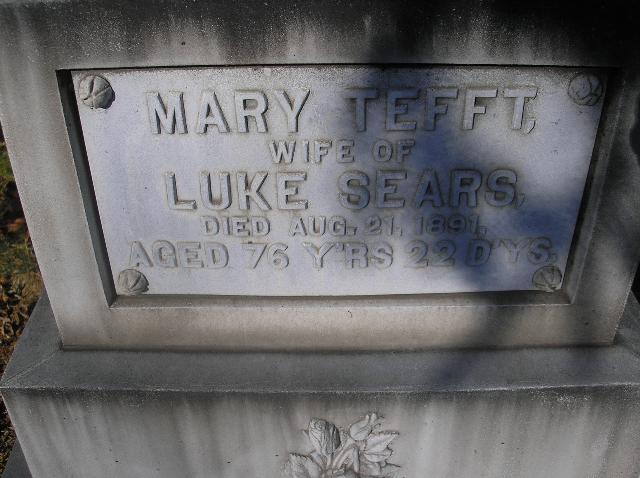 MARY TEFFT,
WIFE OF
LUKE SEARS,
DIED AUG. 21, 1891,
AGED 76 Y'RS 22 D'YS.